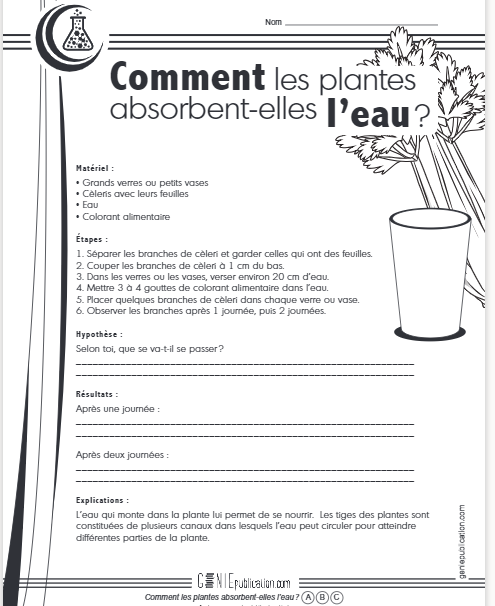 Nom
Comment les plantes
absorbent-elles l'eau?
Matériel :
• Grands verres ou petits vases
• Cèleris avec leurs feuilles
• Eau
• Colorant alimentaire
Étapes :
1. Séparer les branches de cèleri et garder celles qui ont des feuilles.
2. Couper les branches de cèleri à 1 cm du bas.
3. Dans les verres ou les vases, verser environ 20 cm d'eau.
4. Mettre 3 à 4 gouttes de colorant alimentaire dans l'eau.
5. Placer quelques branches de cèleri dans chaque verre ou vase.
6. Observer les branches après 1 journée, puis 2 journées.
Hypothèse :
Selon toi, que se va-t-il se passer?
Résultats :
Après une journée :
Après deux journées :
Explications :
L'eau qui monte dans la plante lui permet de se nourrir. Les tiges des plantes sont
constituées de plusieurs canaux dans lesquels l'eau peut circuler pour atteindre
différentes parties de la plante.
geniepublication.com
GÉNIEpublication.com
Comment les plantes absorbent-elles l'eau? A B C